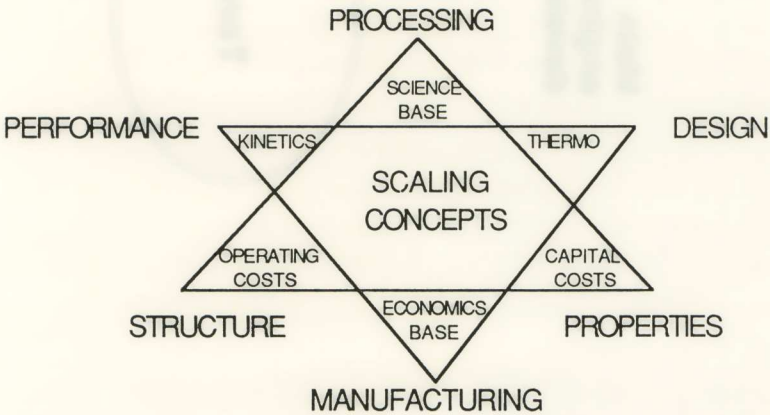 PROCESSING
SCIENCE
BASE
PERFORMANCE
KINETICS
THERMO
DESIGN
SCALING
CONCEPTS
OPERATING
COSTS
CAPITAL
COSTS
STRUCTURE
ECONOMICS
BASE
PROPERTIES
MANUFACTURING